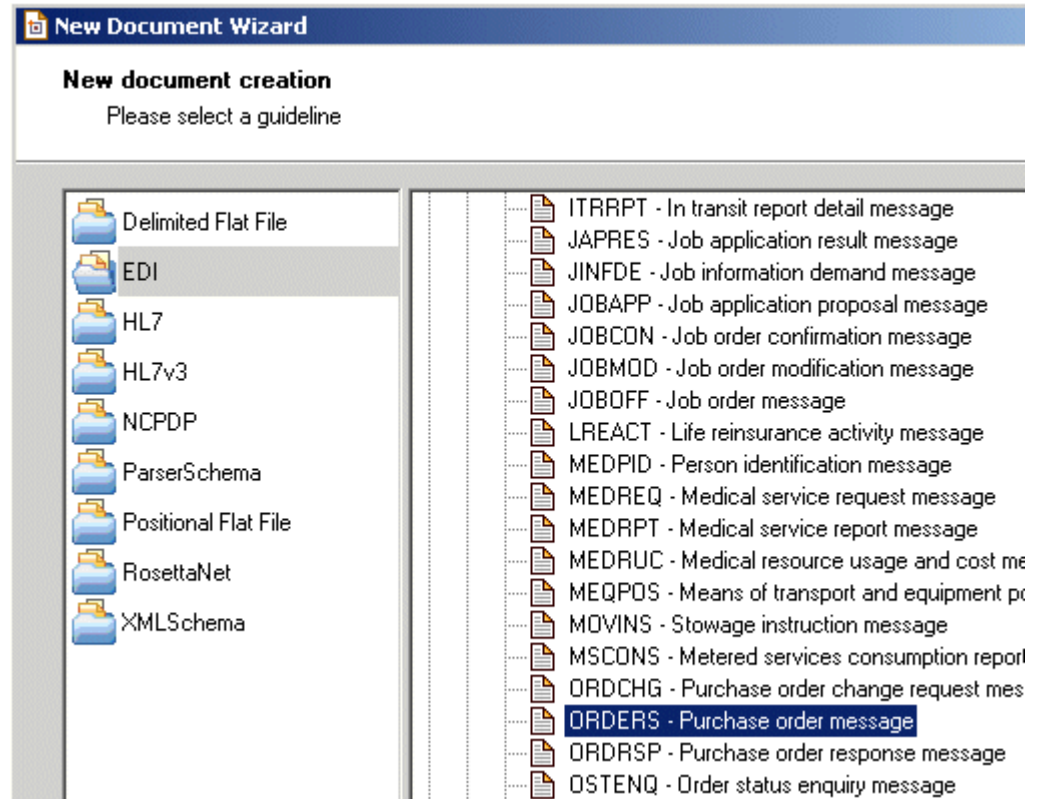 New Document Wizard
New document creation
Please select a guideline
Delimited Flat File
EDI
HL7
HL7v3
NCPDP
ParserSchema
Positional Flat File
RosettaNet
XMLSchema
ITRRPT - In transit report detail message
JAPRES - Job application result message
JINFDE - Job information demand message
JOBAPP - Job application proposal message
JOBCON - Job order confirmation message
JOBMOD - Job order modification message
JOBOFF - Job order message
LREACT - Life reinsurance activity message
MEDPID - Person identification message
MEDREQ - Medical service request message
MEDRPT - Medical service report message
MEDRUC - Medical resource usage and cost me
MEQPOS - Means of transport and equipment po
MOVINS - Stowage instruction message
MSCONS - Metered services consumption report
ORDCHG - Purchase order change request mes
ORDERS - Purchase order message
ORDRSP - Purchase order response message
OSTENQ - Order status enquiry message